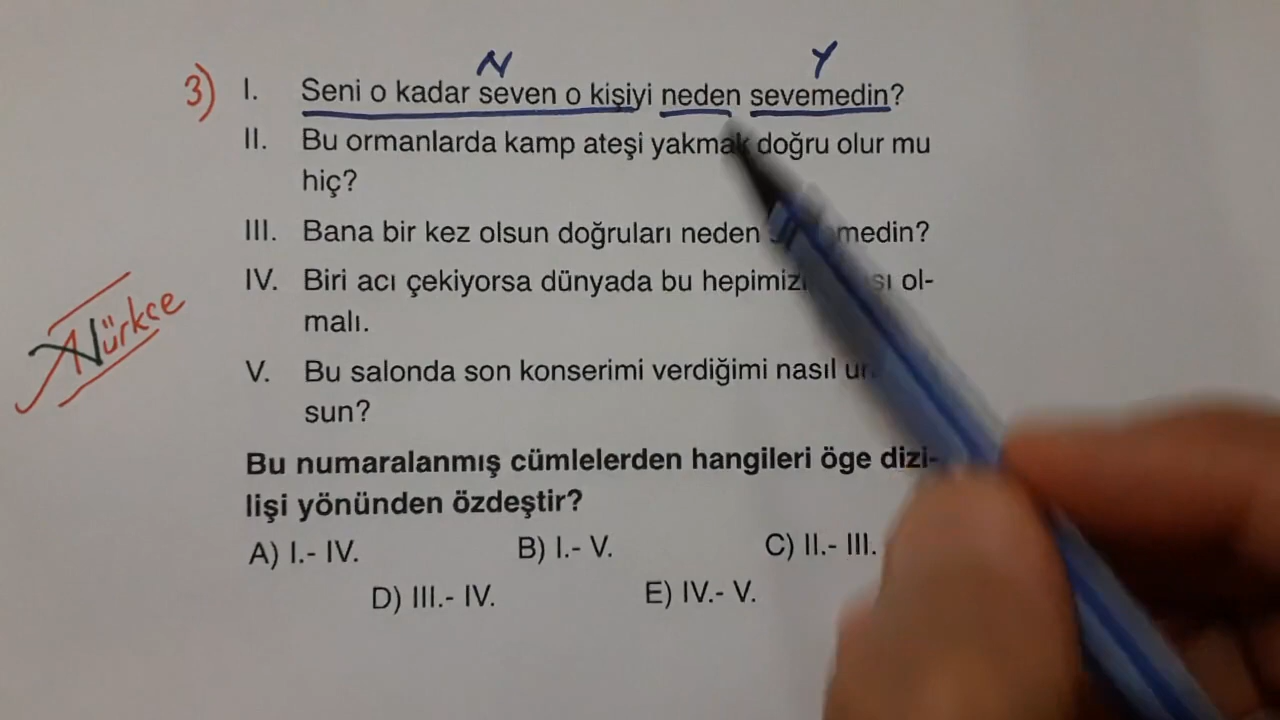 N Y
3) I. Seni o kadar seven o kişiyi neden sevemedin?
II. Bu ormanlarda kamp ateşi yakmak doğru olur mu
hiç?
III. Bana bir kez olsun doğruları neden
IV. Biri acı çekiyorsa dünyada bu ol-
malı.
V. Bu salonda son konserimi verdiğimi nasıl
sun?
Türkçe
Bu numaralanmış cümlelerden hangileri öge dizi-
lişi yönünden özdeştir?
A) I.- IV. B) I.- V. C) II.- III.
D) III.- IV. E) IV.- V.